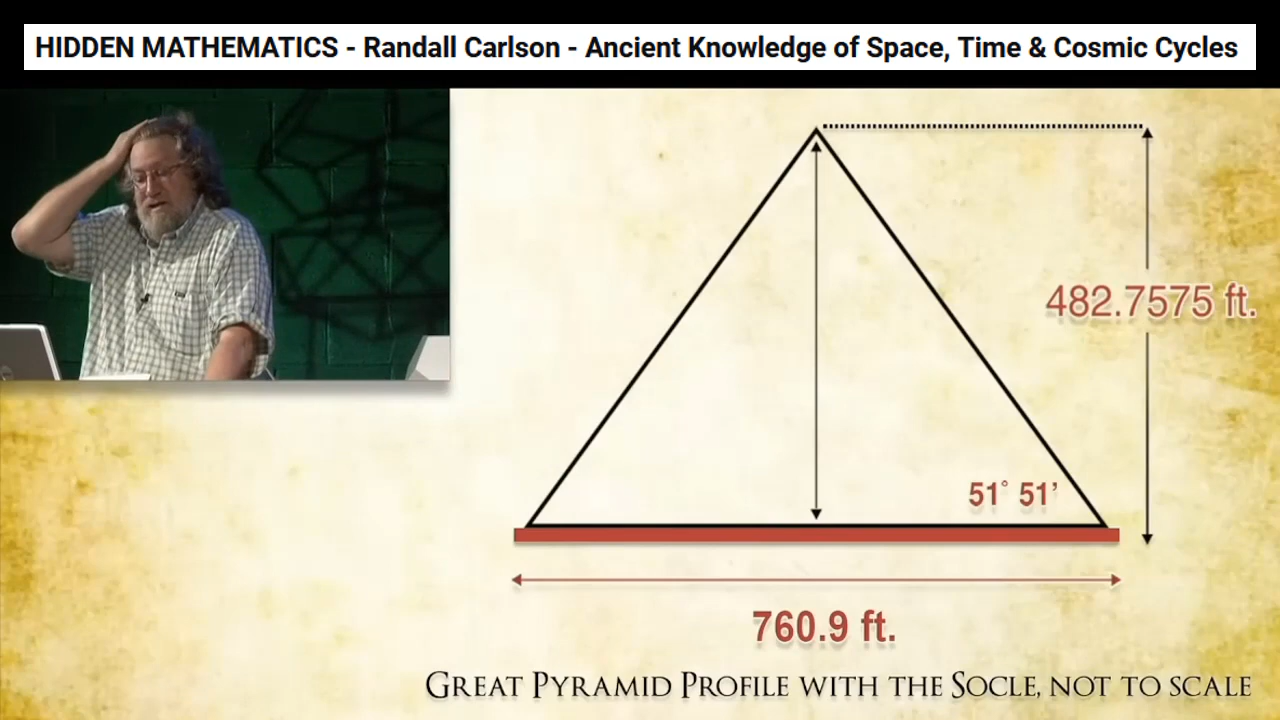 HIDDEN MATHEMATICS - Randall Carlson - Ancient Knowledge of Space, Time & Cosmic Cycles
482.7575 ft.
51° 51’
760.9 ft.
GREAT PYRAMID PROFILE WITH THE SOCLE, NOT TO SCALE